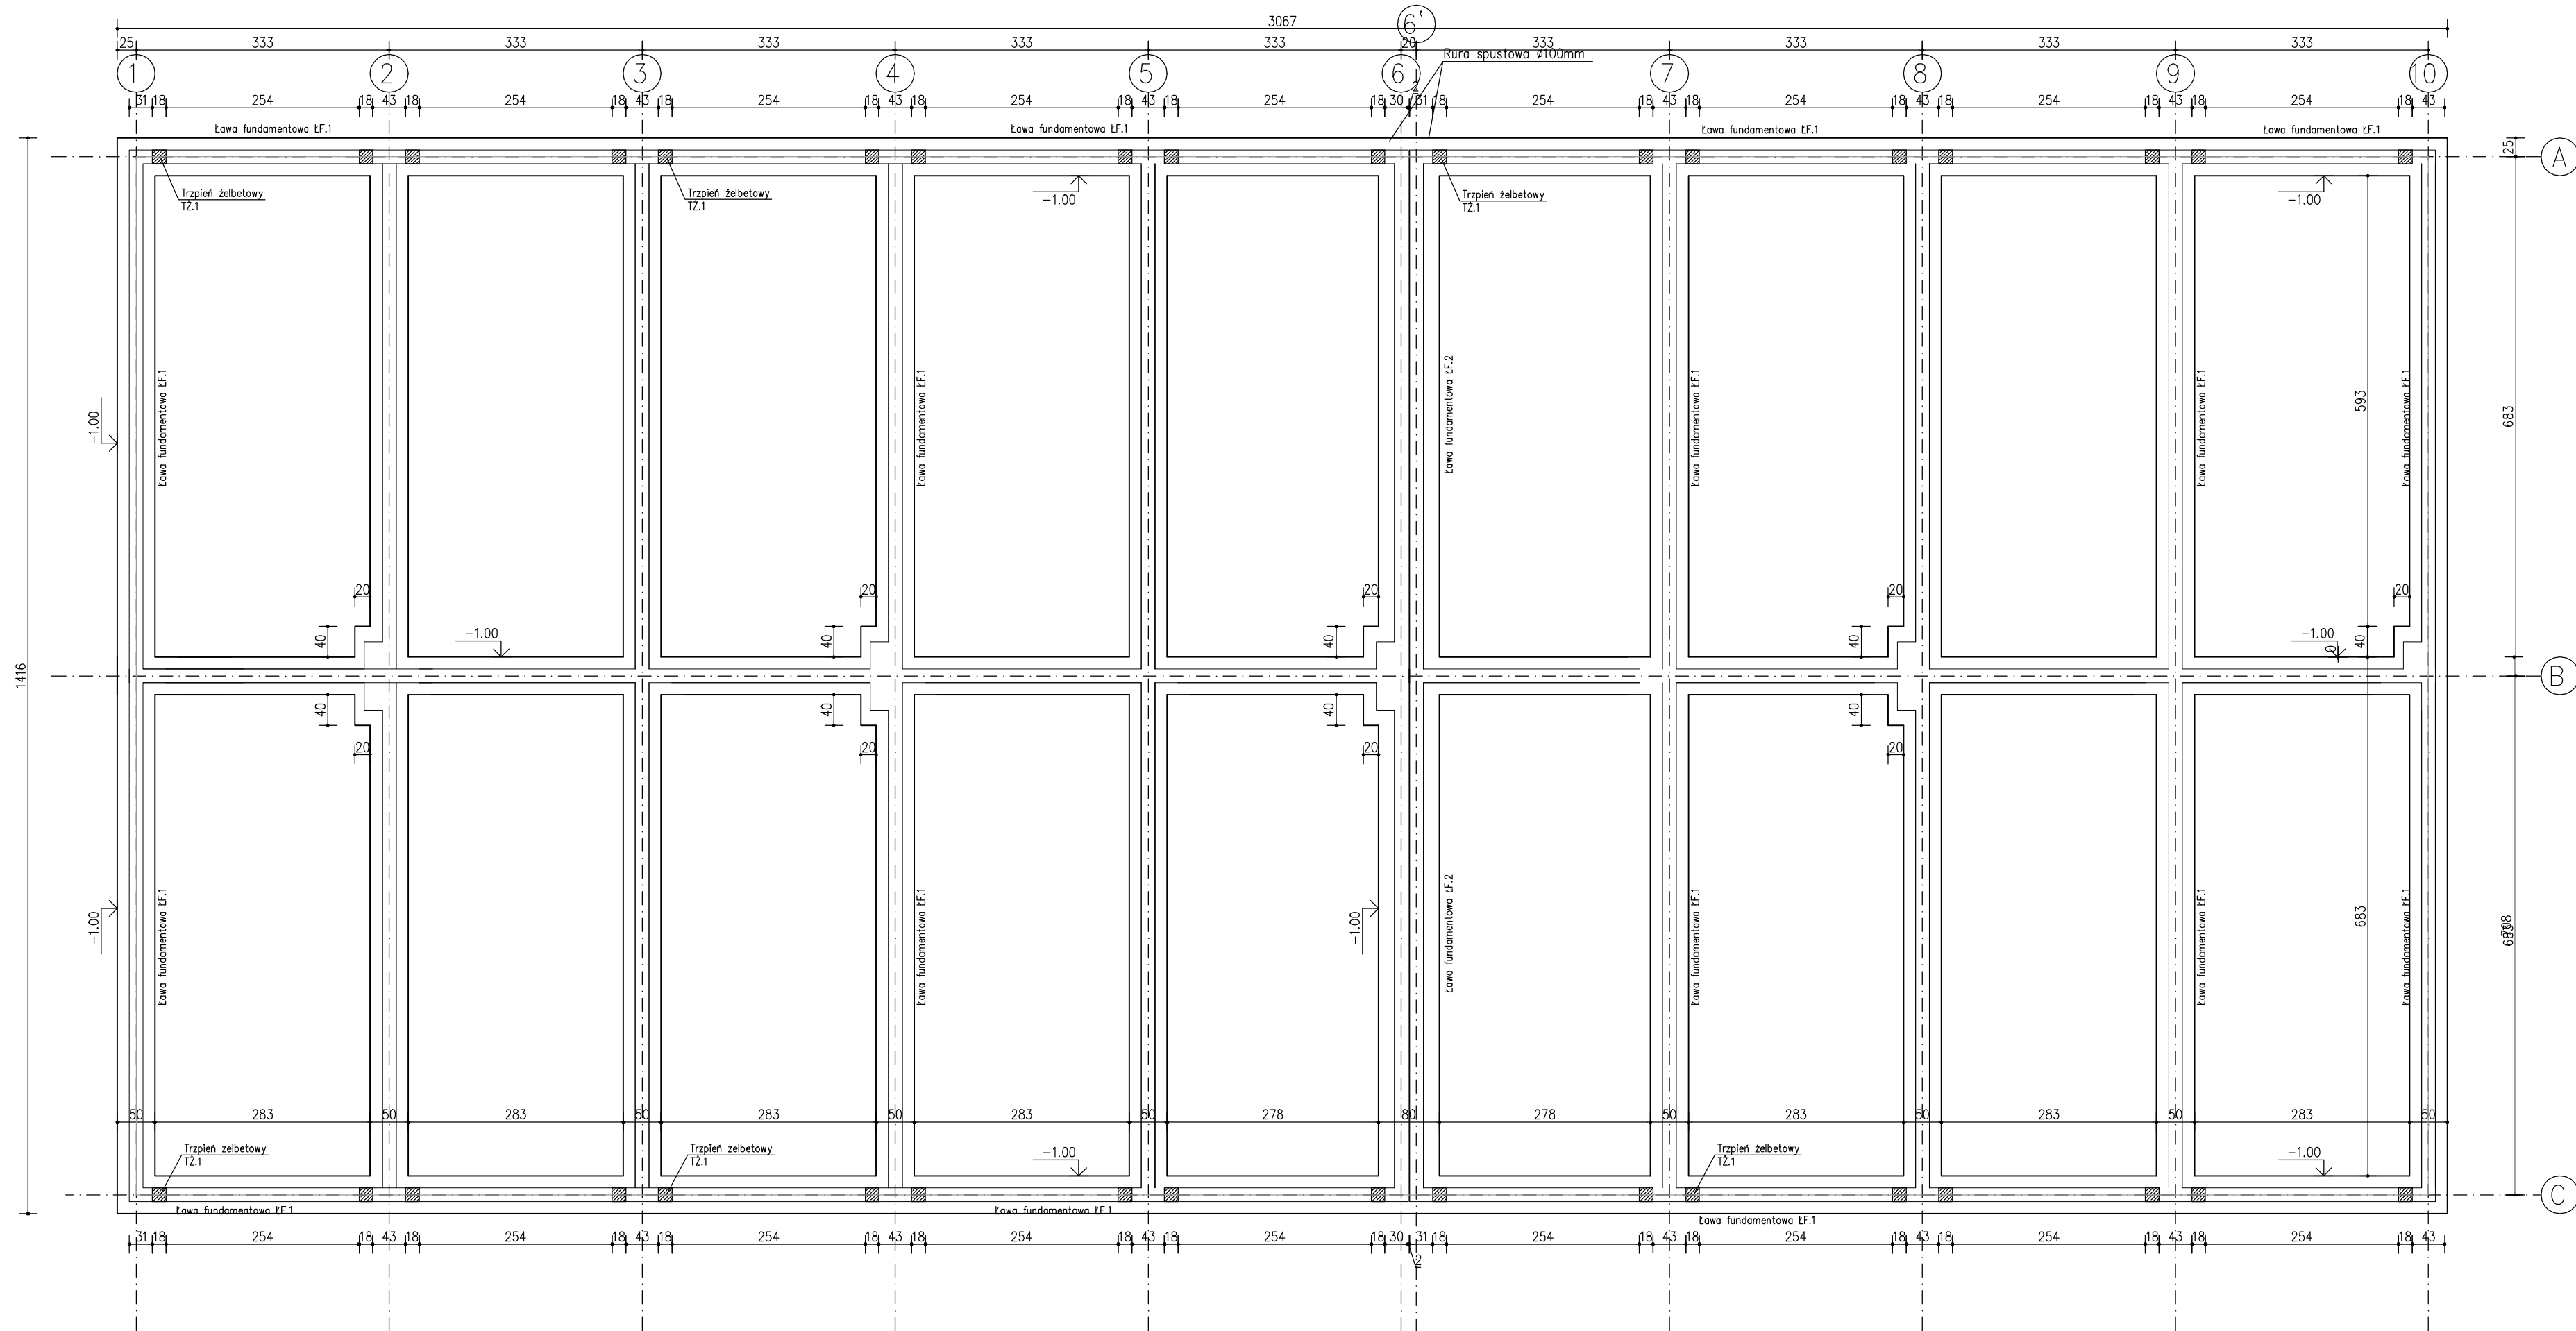 3067
6'
25 333 333 333 333 333 20 333 333 333 333
Rura spustowa Ø100mm
1 2 3 4 5 6 7 8 9 10
2
31 18 254 18 43 18 254 18 43 18 254 18 43 18 254 18 43 18 254 18 30 31 18 254 18 43 18 254 18 43 18 254 18 43 18 254 18 43
Ława fundamentowa ŁF.1 Ława fundamentowa ŁF.1 Ława fundamentowa ŁF.1 Ława fundamentowa ŁF.1
25
A
Trzpień żelbetowy
TŻ.1
Trzpień żelbetowy
TŻ.1
-1.00
Trzpień żelbetowy
TŻ.1
-1.00
-1.00
Ława fundamentowa ŁF.1
Ława fundamentowa ŁF.1
Ława fundamentowa ŁF.2
Ława fundamentowa ŁF.1
Ława fundamentowa ŁF.1
593
Ława fundamentowa ŁF.1
683
20 20 20 20 20
-1.00 -1.00
40 40 40 40 40
0
1416
B
40 40 40 40
20 20 20 20
-1.00
Ława fundamentowa ŁF.1
Ława fundamentowa ŁF.1
-1.00
Ława fundamentowa ŁF.2
Ława fundamentowa ŁF.1
Ława fundamentowa ŁF.1
683
Ława fundamentowa ŁF.1
683
708
50 283 50 283 50 283 50 283 50 278 80 278 50 283 50 283 50 283 50
Trzpień zelbetowy
TŻ.1
Trzpień zelbetowy
TŻ.1
-1.00
Trzpień żelbetowy
TŻ.1
-1.00
C
Ława fundamentowa ŁF.1 Ława fundamentowa ŁF.1 Ława fundamentowa ŁF.1
31 18 254 18 43 18 254 18 43 18 254 18 43 18 254 18 43 18 254 18 30 31 18 254 18 43 18 254 18 43 18 254 18 43 18 254 18 43
2